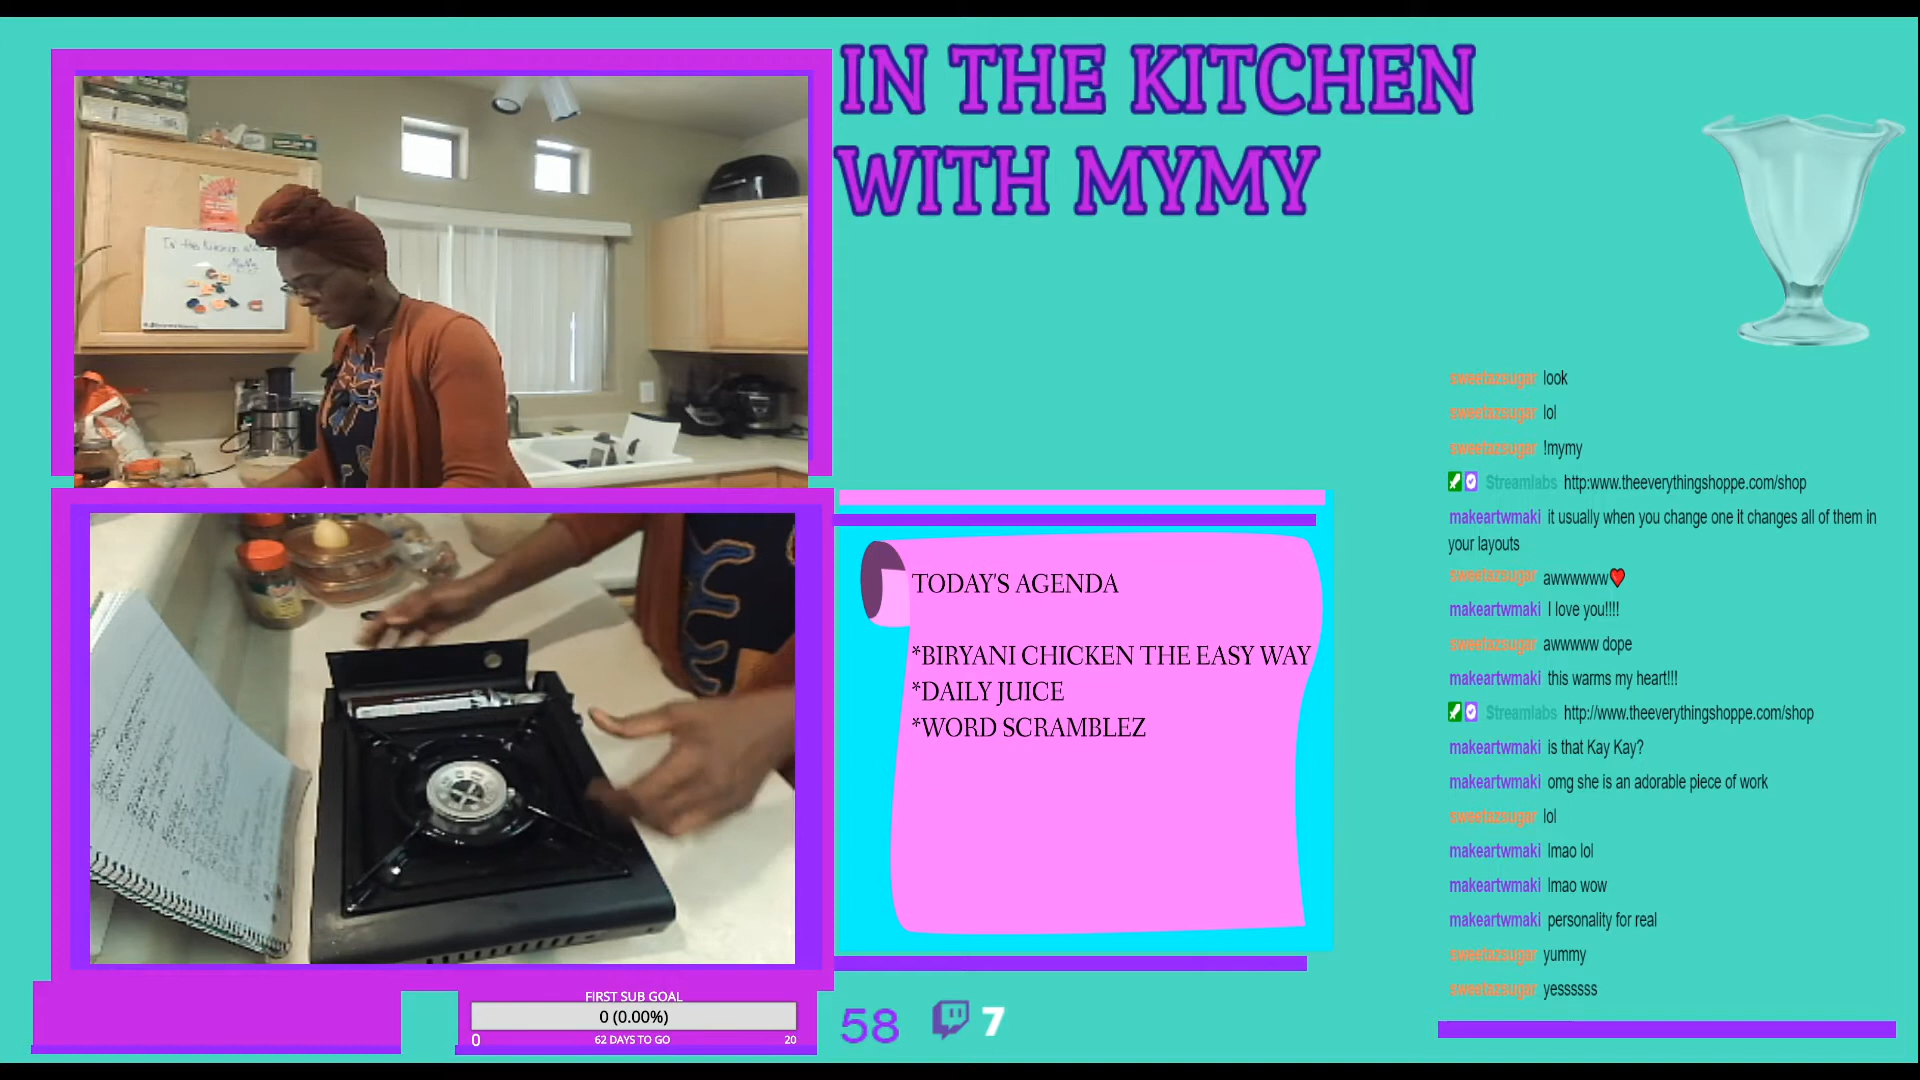 IN THE KITCHEN
WITH MYMY
In the Kitchen
MyMy
TODAY'S AGENDA
*BIRYANI CHICKEN THE EASY WAY
*DAILY JUICE
*WORD SCRAMBLEZ
sweetazsugar look
sweetazsugar lol
sweetazsugar !mymy
Streamlabs http:www.theeverythingshoppe.com/shop
makeartwmaki it usually when you change one it changes all of them in
your layouts
sweetazsugar awwwwww
makeartwmaki I love you!!!!
sweetazsugar awwwww dope
makeartwmaki this warms my heart!!!
Streamlabs http://www.theeverythingshoppe.com/shop
makeartwmaki is that Kay Kay?
makeartwmaki omg she is an adorable piece of work
sweetazsugar lol
makeartwmaki lmao lol
makeartwmaki lmao wow
makeartwmaki personality for real
sweetazsugar yummy
sweetazsugar yessssss
FIRST SUB GOAL
0 (0.00%)
0 62 DAYS TO GO 20
58 7